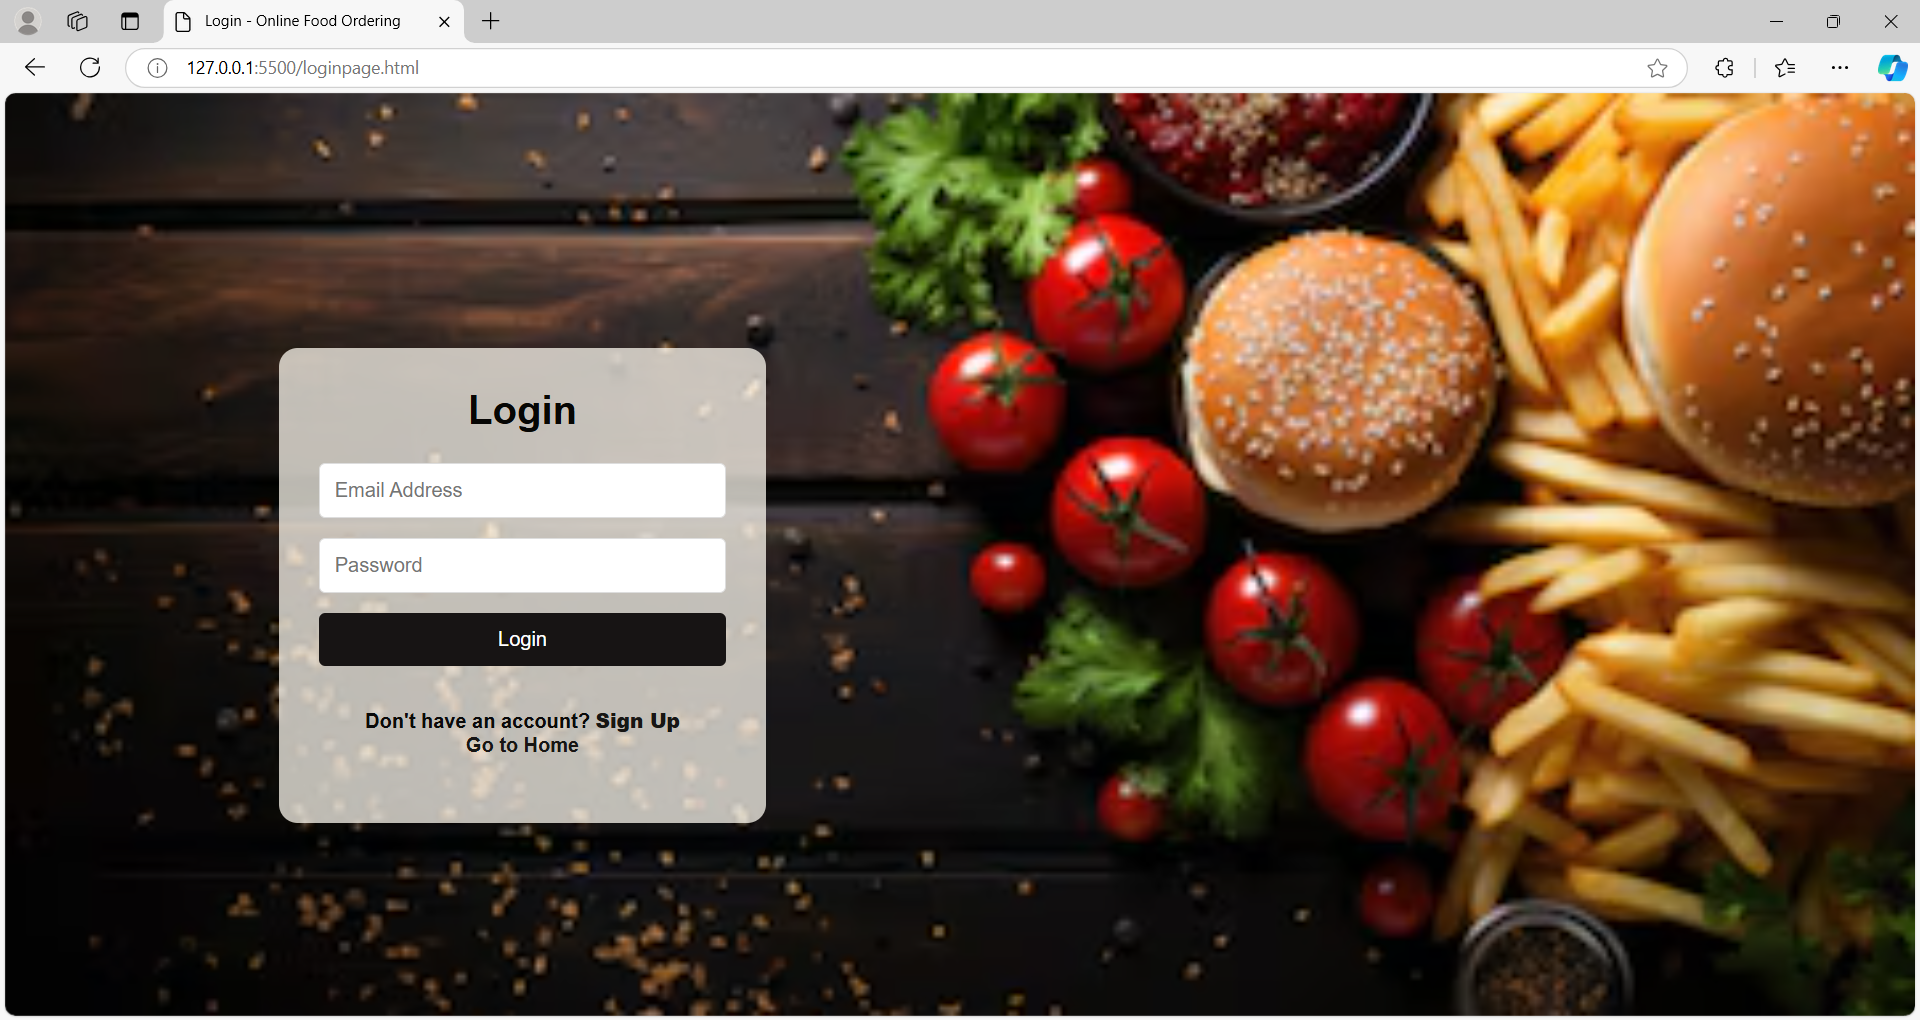 Login - Online Food Ordering
127.0.0.1:5500/loginpage.html
Login
Email Address
Password
Login
Don't have an account? Sign Up
Go to Home